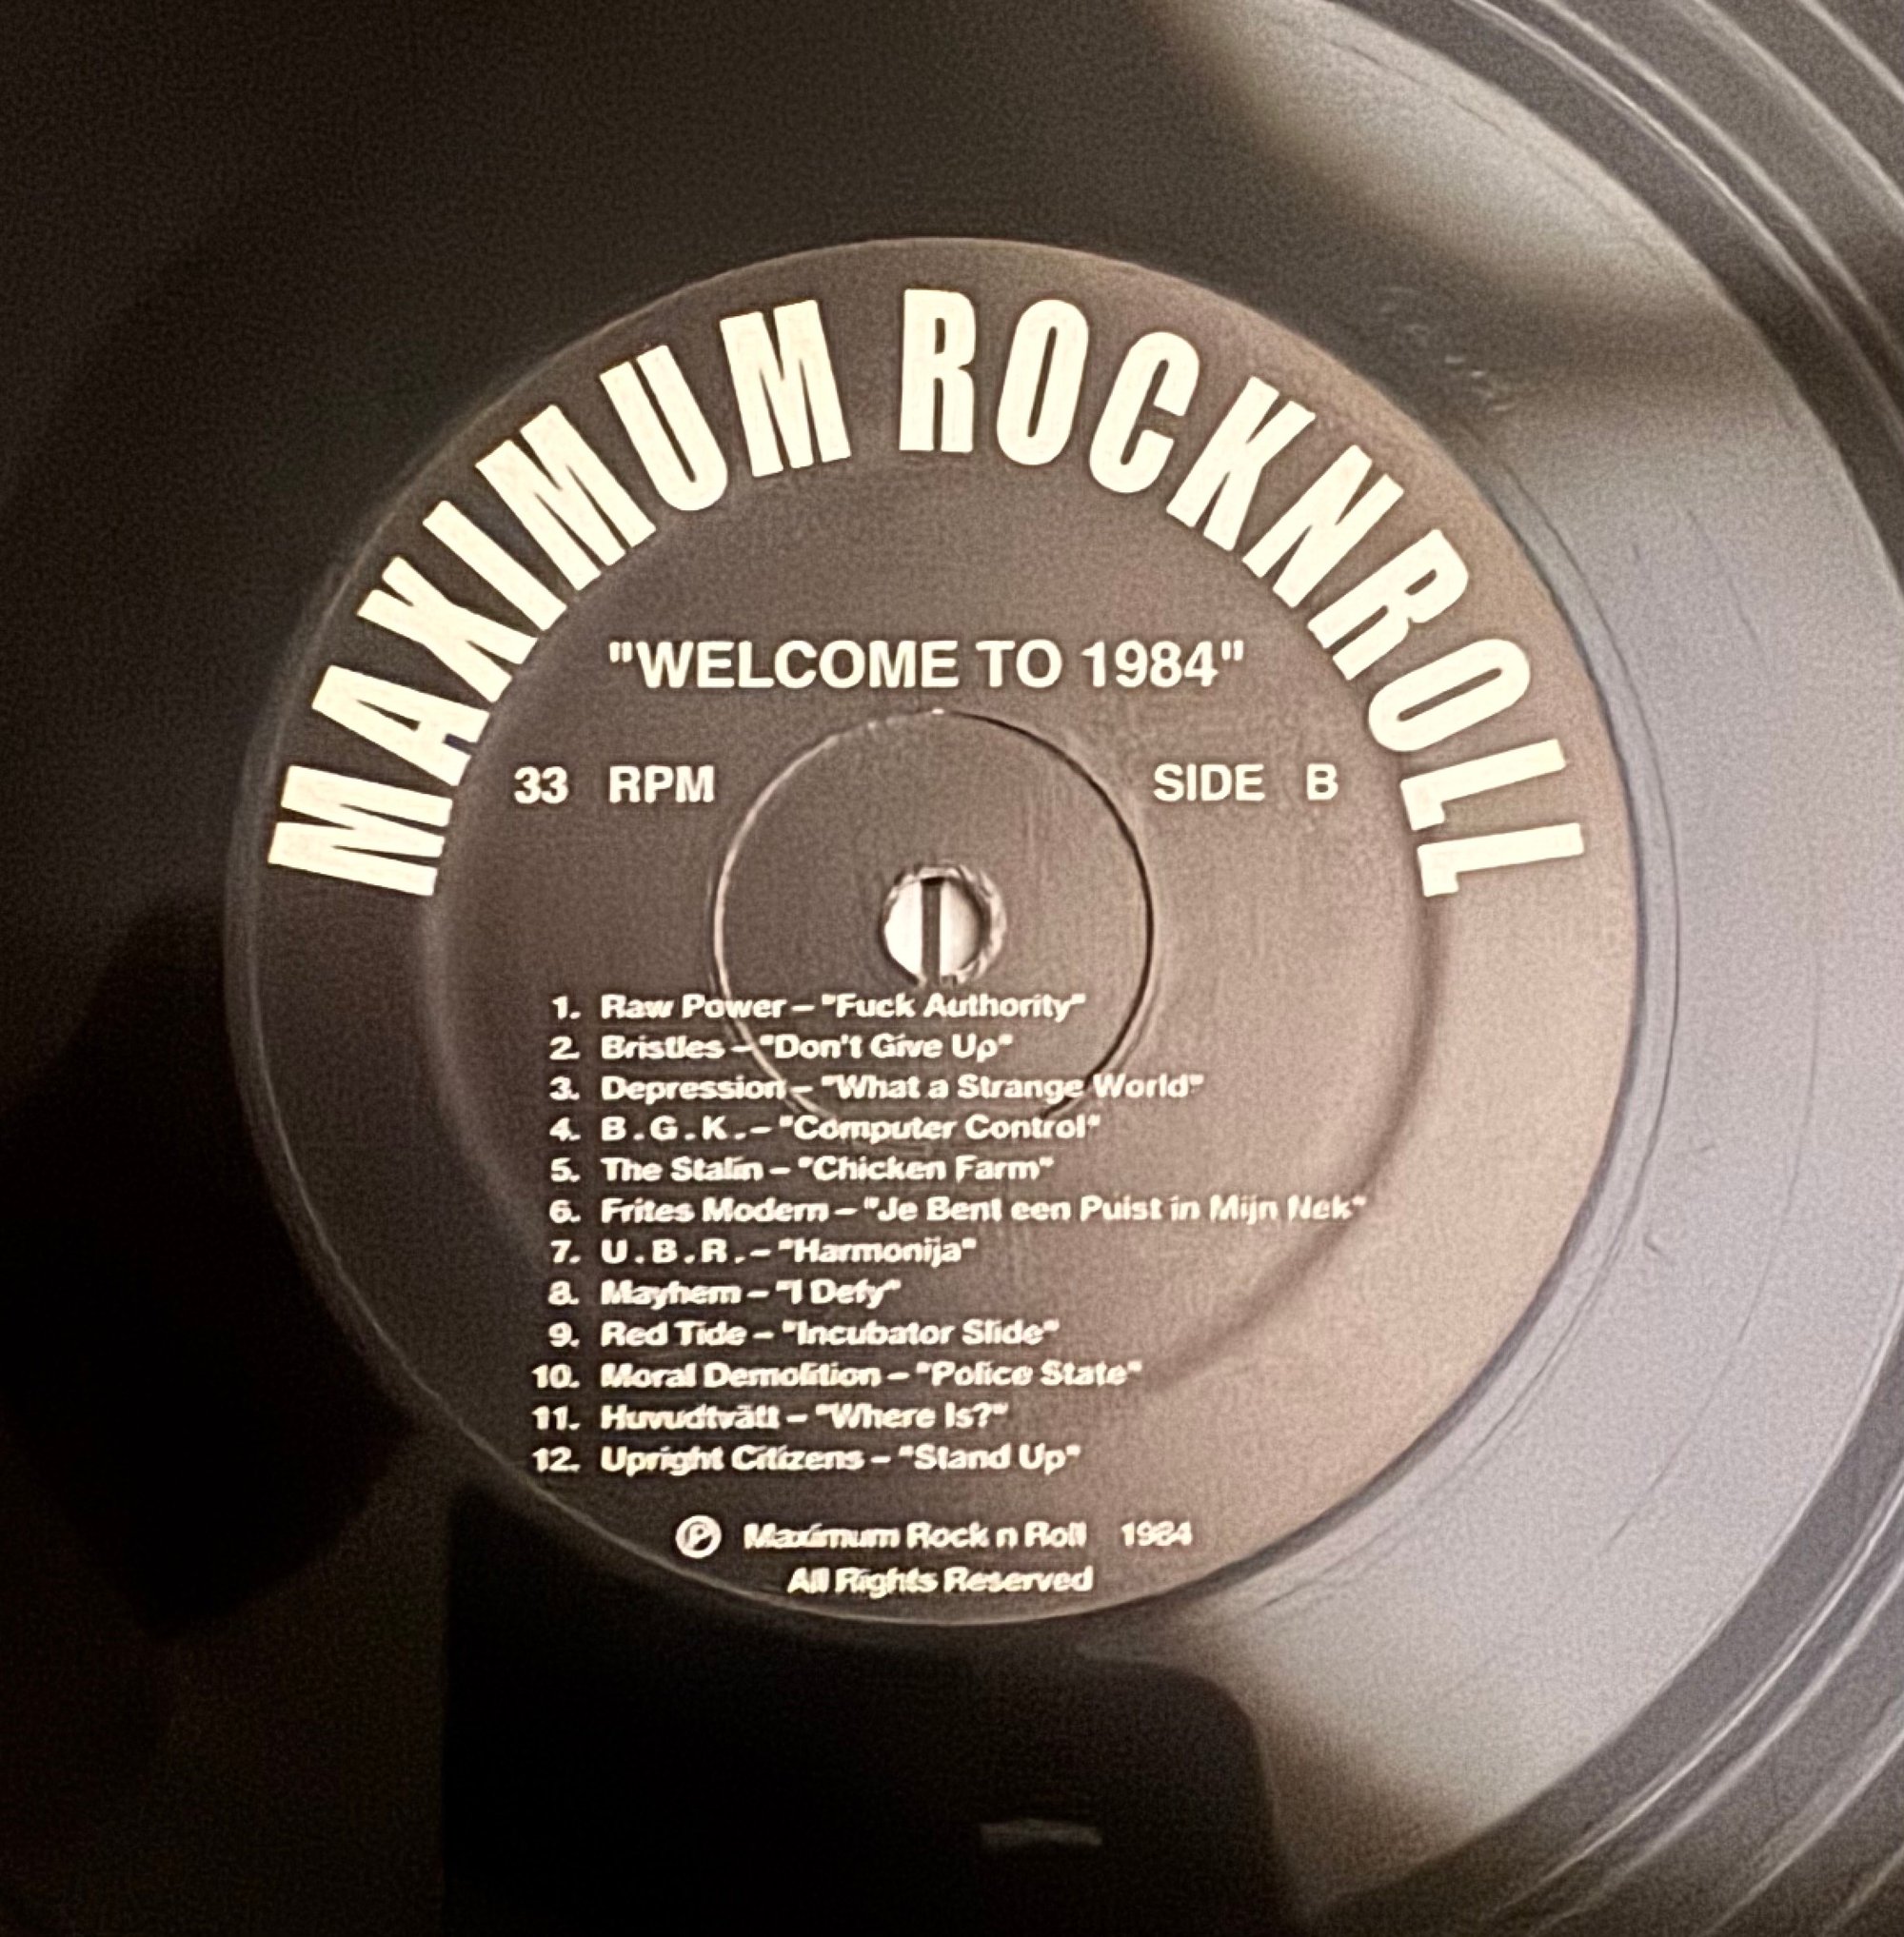 MAXIMUM ROCKNROLL
"WELCOME TO 1984"
33 RPM SIDE B
1. Raw Power – "Fuck Authority"
2. Bristles – "Don't Give Up"
3. Depression – "What a Strange World"
4. B.G.K. – "Computer Control"
5. The Stalin – "Chicken Farm"
6. Frites Modern – "Je Bent een Puist in Mijn Nek"
7. U.B.R. – "Harmonija"
8. Mayhem – "I Defy"
9. Red Tide – "Incubator Slide"
10. Moral Demolition – "Police State"
11. Huvudtvätt – "Where Is?"
12. Upright Citizens – "Stand Up"
℗ Maximum Rock n Roll 1984
All Rights Reserved